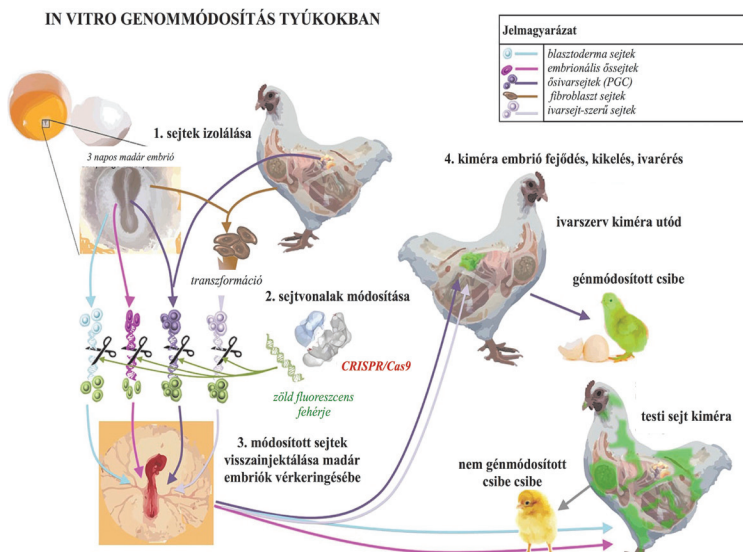 IN VITRO GENOMMÓDOSÍTÁS TYÚKOKBAN
Jelmagyarázat
blasztoderma sejtek
embrionális őssejtek
ősivarsejtek (PGC)
fibroblaszt sejtek
ivarsejt-szerű sejtek
1. sejtek izolálása
3 napos madár embrió
transzformáció
2. sejtvonalak módosítása
CRISPR/Cas9
zöld fluoreszcens
fehérje
3. módosított sejtek
visszainjektálása madár
embriók vérkeringésébe
4. kiméra embrió fejődés, kikelés, ivarérés
ivarszerv kiméra utód
génmódosított csibe
testi sejt kiméra
nem génmódosított
csibe csibe